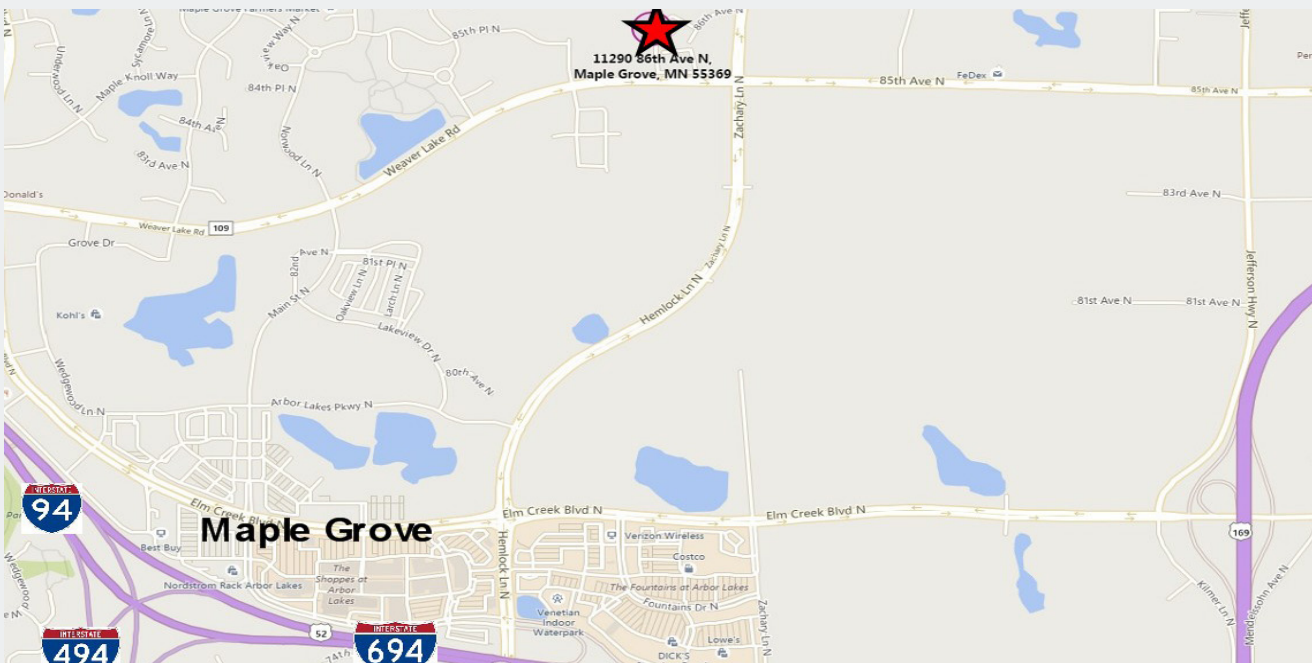 Maple Grove Farmers Market
Underwood Ln N
Sycamore Ln N
Maple Knoll Way
85th Pl N
84th Pl N
84th Ave N
83rd Ave N
Norwood Ln N
86th Ave N
11290 86th Ave N,
Maple Grove, MN 55369
Weaver Lake Rd
Zachary Ln N
85th Ave N
FeDex
85th Ave N
Donald's
Weaver Lake Rd
109
Grove Dr
83rd Ave N
82nd
Ave N
81st Pl N
Oakview Ln N
Larch Ln N
Main St N
Zachary Ln N
Hemlock Ln N
Jefferson Hwy N
81st Ave N
81st Ave N
Kohl's
Lakeview Dr N
80th Ave N
Wedgewood Ln N
Arbor Lakes Pkwy N
INTERSTATE
94
Elm Creek Blvd N
Maple Grove
Elm Creek Blvd N
Elm Creek Blvd N
Best Buy
Hemlock Ln N
Verizon Wireless
Costco
169
The
Shoppes at
Arbor
Lakes
Nordstrom Rack Arbor Lakes
The Fountains at Arbor Lakes
Fountains Dr N
Venetian
Indoor
Waterpark
Zachary Ln N
Kilmer Ln N
Mendelssohn Ave N
Wedgewood
52
INTERSTATE
494
INTERSTATE
694
74th
Lowe's
DICK'S